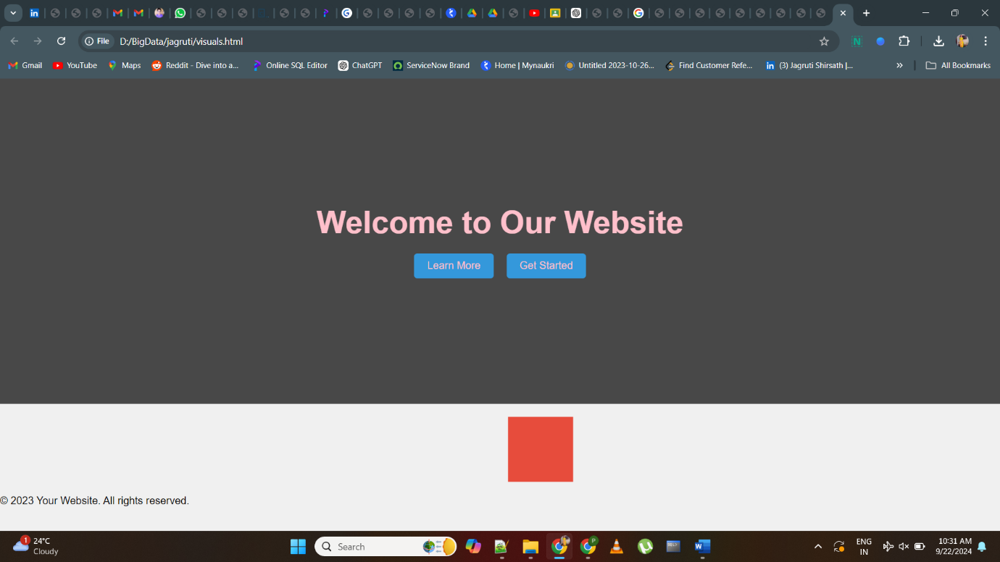 File D:/BigData/jagruti/visuals.html
Gmail YouTube Maps Reddit - Dive into a... Online SQL Editor ChatGPT ServiceNow Brand Home | Mynaukri Untitled 2023-10-26... Find Customer Refe... (3) Jagruti Shirsath |... » All Bookmarks
Welcome to Our Website
Learn More Get Started
© 2023 Your Website. All rights reserved.
1 24°C
Cloudy
Search
ENG
IN
10:31 AM
9/22/2024